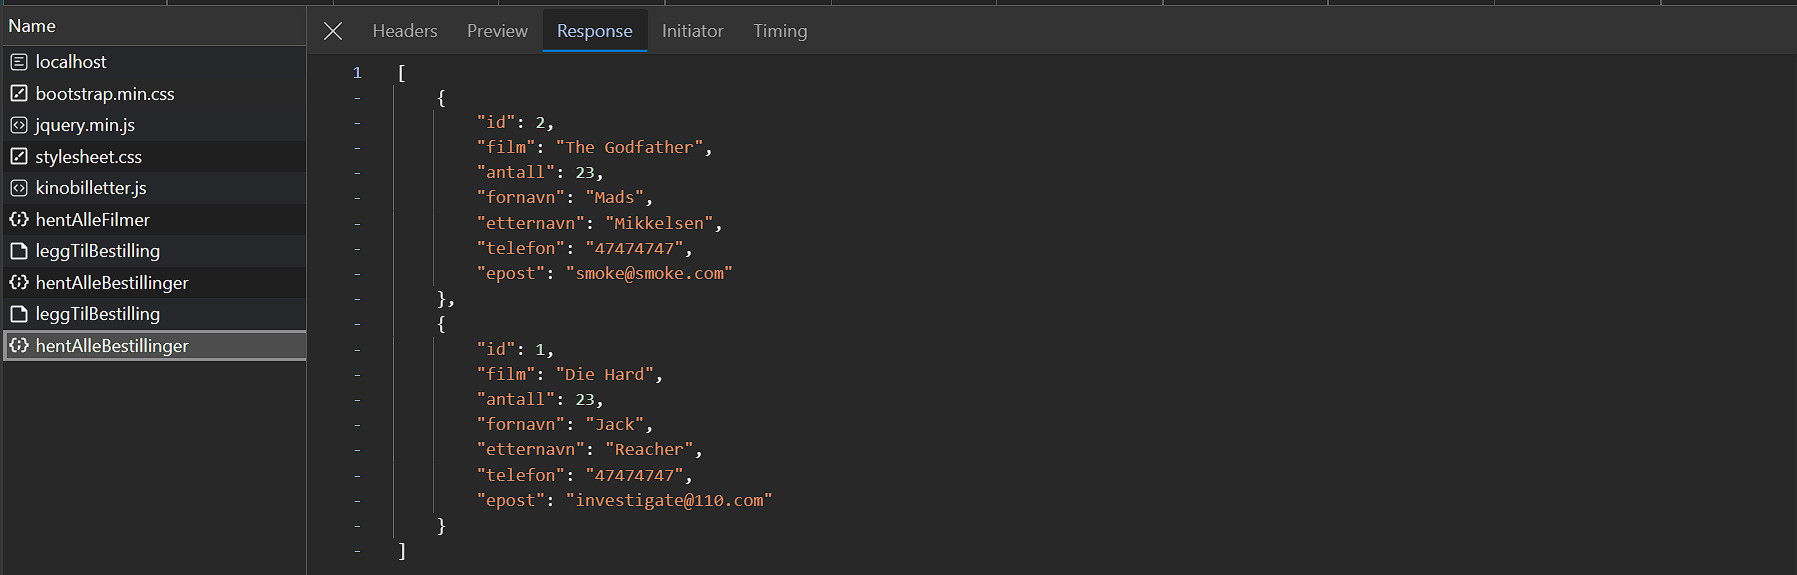 Name
localhost
bootstrap.min.css
jquery.min.js
stylesheet.css
kinobilletter.js
hentAlleFilmer
leggTilBestilling
hentAlleBestillinger
leggTilBestilling
hentAlleBestillinger
Headers Preview Response Initiator Timing
1 [
- {
- "id": 2,
- "film": "The Godfather",
- "antall": 23,
- "fornavn": "Mads",
- "etternavn": "Mikkelsen",
- "telefon": "47474747",
- "epost": "smoke@smoke.com"
- },
- {
- "id": 1,
- "film": "Die Hard",
- "antall": 23,
- "fornavn": "Jack",
- "etternavn": "Reacher",
- "telefon": "47474747",
- "epost": "investigate@110.com"
- }
- ]